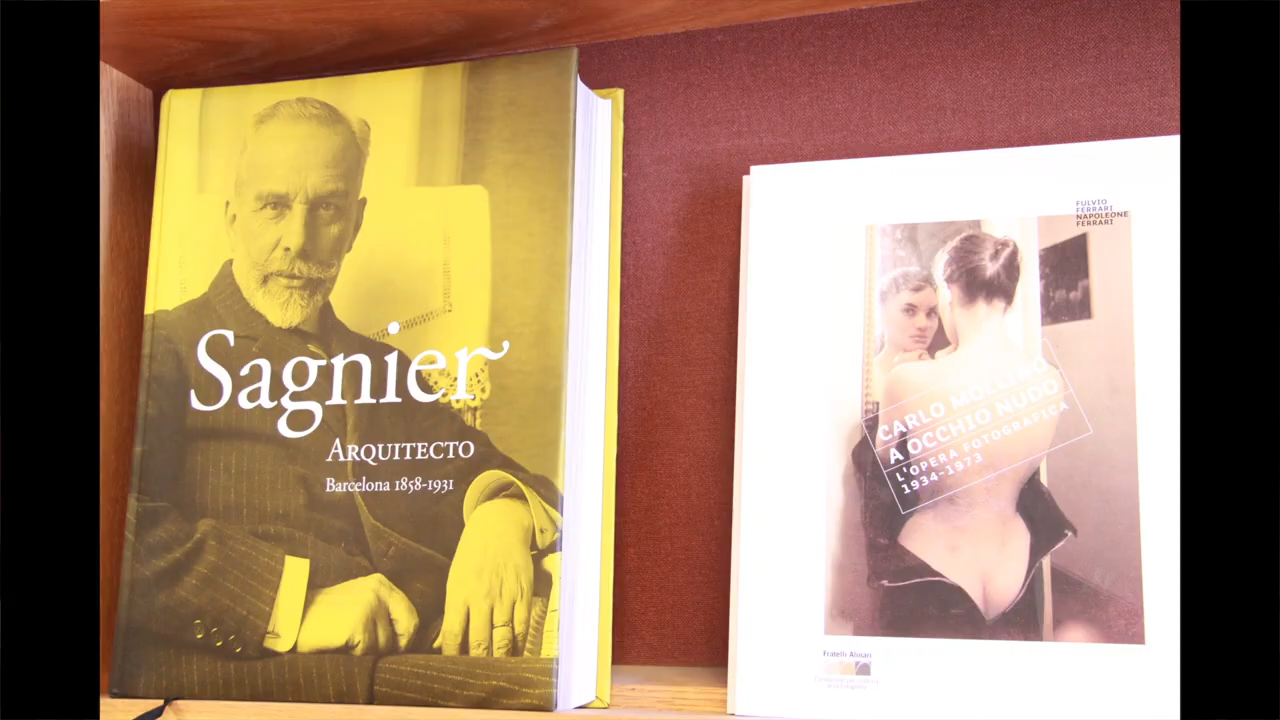 Sagnier
ARQUITECTO
Barcelona 1858-1931
FULVIO
FERRARI
NAPOLEONE
FERRARI
CARLO MOLLINO
A OCCHIO NUDO
L'OPERA FOTOGRAFICA
1934-1973
Fratelli Alinari